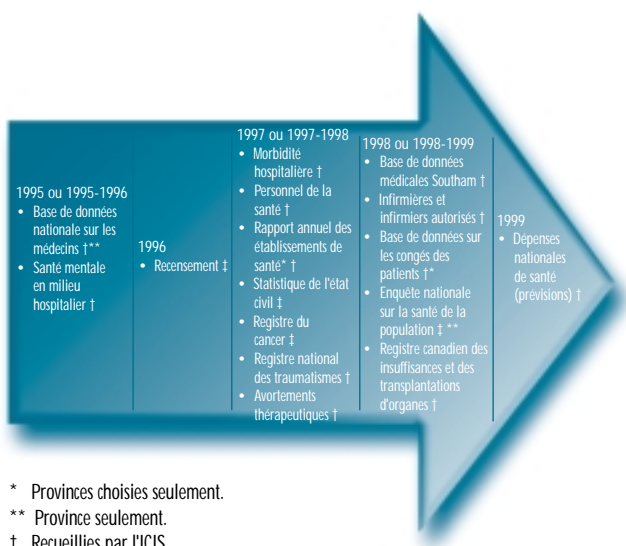 1995 ou 1995-1996
• Base de données
nationale sur les
médecins †**
• Santé mentale
en milieu
hospitalier †
1996
• Recensement ‡
1997 ou 1997-1998
• Morbidité
hospitalière †
• Personnel de la
santé †
• Rapport annuel des
établissements de
santé* †
• Statistique de l'état
civil ‡
• Registre du
cancer ‡
• Registre national
des traumatismes †
• Avortements
thérapeutiques †
1998 ou 1998-1999
• Base de données
médicales Southam †
• Infirmières et
infirmiers autorisés †
• Base de données sur
les congés des
patients †*
• Enquête nationale
sur la santé de la
population ‡ **
• Registre canadien des
insuffisances et des
transplantations
d'organes †
1999
• Dépenses
nationales
de santé
(prévisions) †
* Provinces choisies seulement.
** Province seulement.
† Recueillies par l'ICIS